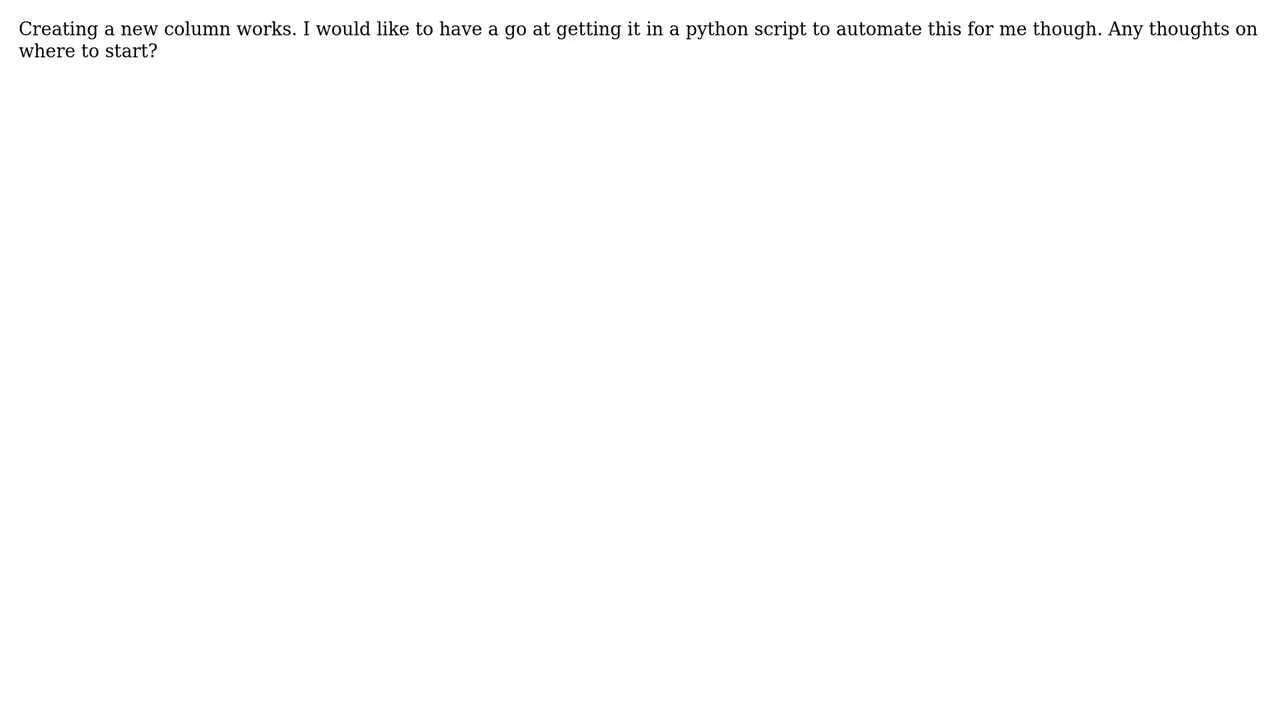 Creating a new column works. I would like to have a go at getting it in a python script to automate this for me though. Any thoughts on
where to start?